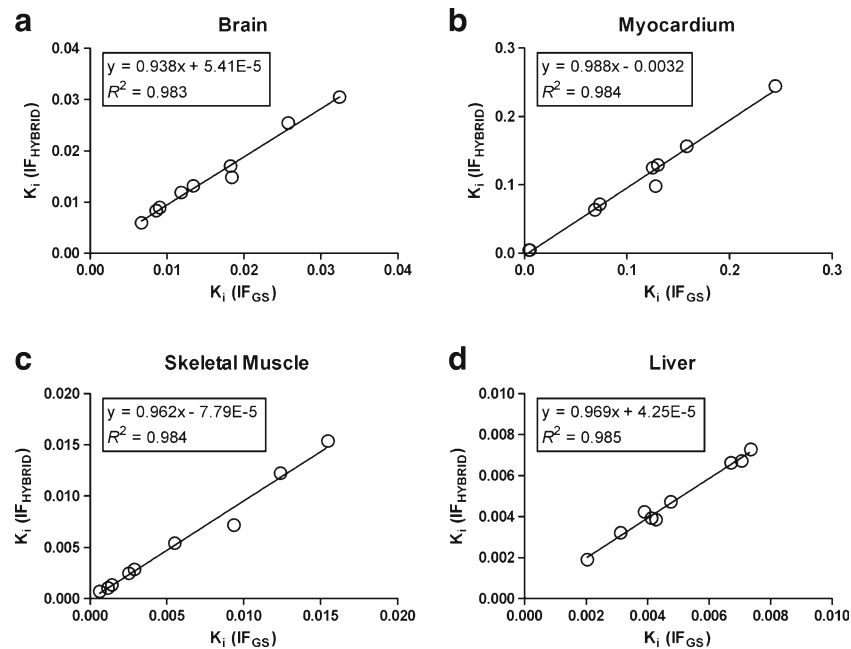 a
Brain
y = 0.938x + 5.41E-5
R² = 0.983
Ki (IFHYBRID)
0.04
0.03
0.02
0.01
0.00
0.00 0.01 0.02 0.03 0.04
Ki (IFGS)
b
Myocardium
y = 0.988x - 0.0032
R² = 0.984
Ki (IFHYBRID)
0.3
0.2
0.1
0.0
0.0 0.1 0.2 0.3
Ki (IFGS)
c
Skeletal Muscle
y = 0.962x - 7.79E-5
R² = 0.984
Ki (IFHYBRID)
0.020
0.015
0.010
0.005
0.000
0.000 0.005 0.010 0.015 0.020
Ki (IFGS)
d
Liver
y = 0.969x + 4.25E-5
R² = 0.985
Ki (IFHYBRID)
0.010
0.008
0.006
0.004
0.002
0.000
0.000 0.002 0.004 0.006 0.008 0.010
Ki (IFGS)